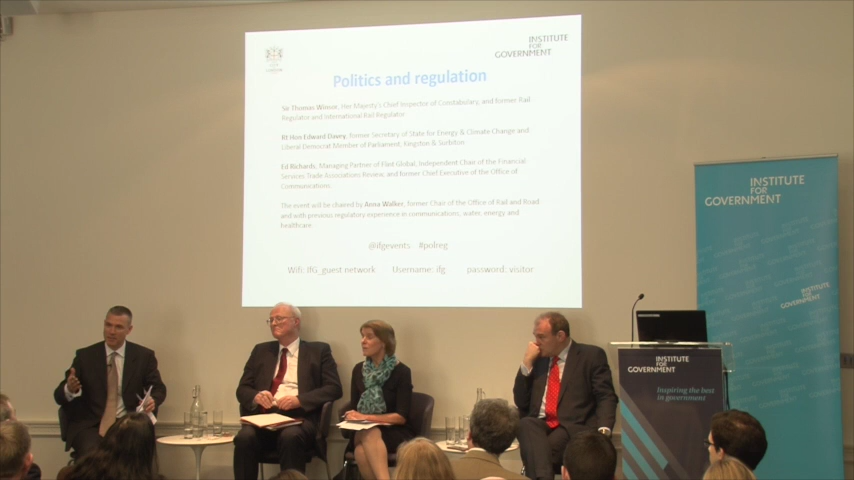 INSTITUTE
FOR
GOVERNMENT
Politics and regulation
Sir Thomas Winsor, Her Majesty's Chief Inspector of Constabulary, and former Rail
Regulator and International Rail Regulator
Rt Hon Edward Davey, former Secretary of State for Energy & Climate Change and
Liberal Democrat Member of Parliament, Kingston & Surbiton
Ed Richards, Managing Partner of Flint Global, Independent Chair of the Financial
Services Trade Associations Review, and former Chief Executive of the Office of
Communications
The event will be chaired by Anna Walker, former Chair of the Office of Rail and Road
and with previous regulatory experience in communications, water, energy and
healthcare.
@ifgevents #polreg
Wifi: IfG_guest network Username: ifg password: visitor
INSTITUTE
FOR
GOVERNMENT
INSTITUTE
FOR
GOVERNMENT
INSTITUTE
FOR
GOVERNMENT
Inspiring the best
in government